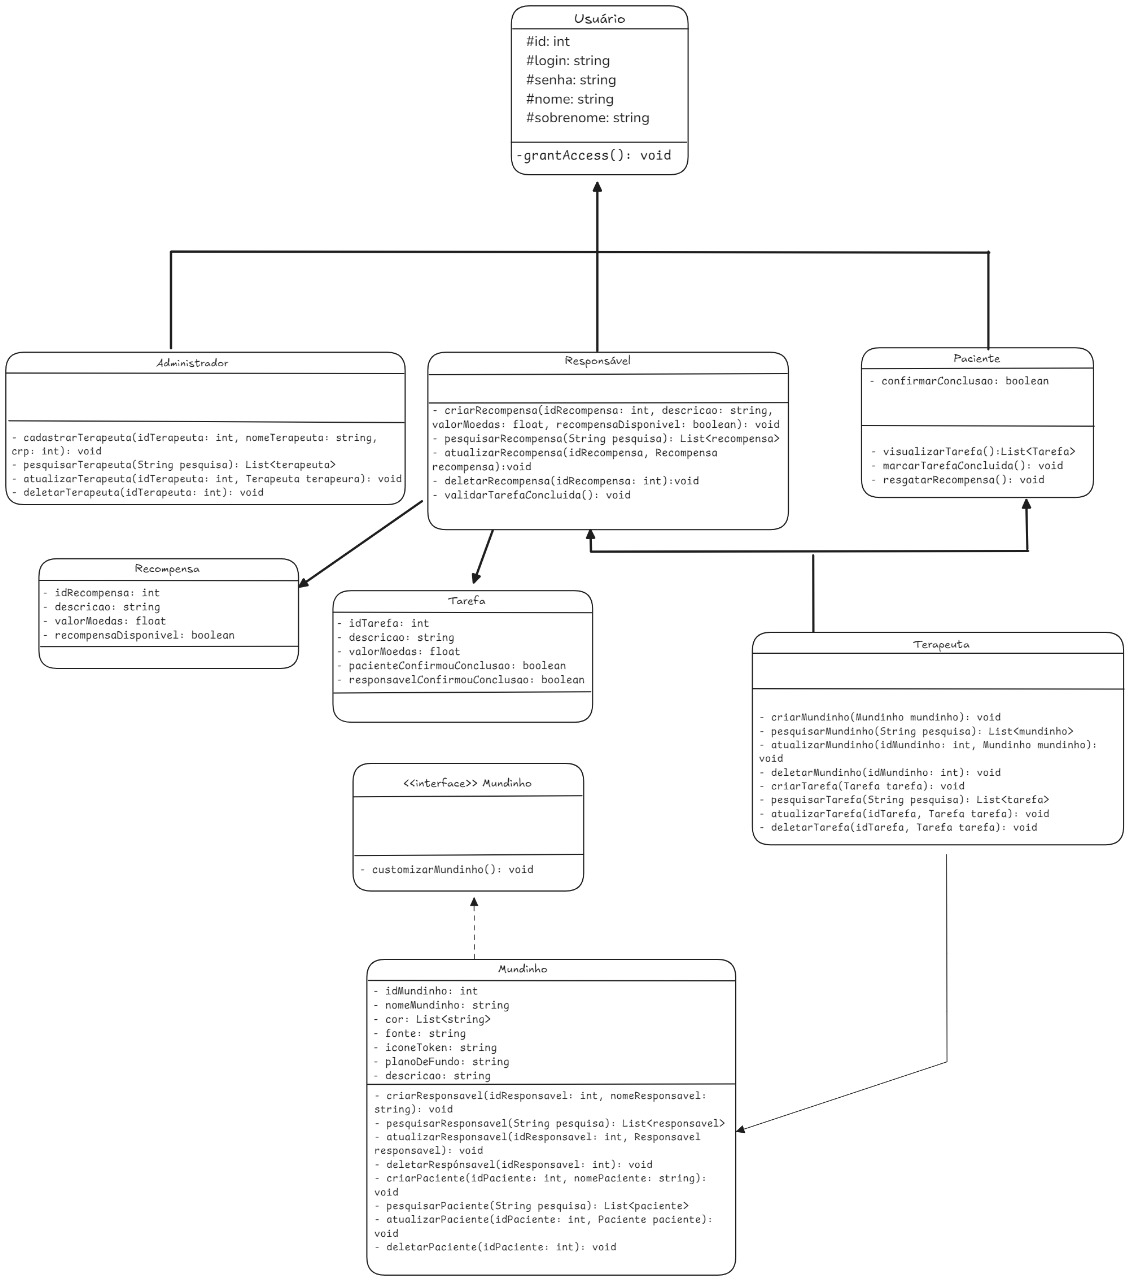 Usuário
#id: int
#login: string
#senha: string
#nome: string
#sobrenome: string
-grantAccess(): void
Administrador
- cadastrarTerapeuta(idTerapeuta: int, nomeTerapeuta: string,
crp: int): void
- pesquisarTerapeuta(String pesquisa): List<terapeuta>
- atualizarTerapeuta(idTerapeuta: int, Terapeuta terapeura): void
- deletarTerapeuta(idTerapeuta: int): void
Responsável
- criarRecompensa(idRecompensa: int, descricao: string,
valorMoedas: float, recompensaDisponivel: boolean): void
- pesquisarRecompensa(String pesquisa): List<recompensa>
- atualizarRecompensa(idRecompensa, Recompensa
recompensa):void
- deletarRecompensa(idRecompensa: int):void
- validarTarefaConcluida(): void
Paciente
- confirmarConclusao: boolean
- visualizarTarefa():List<Tarefa>
- marcarTarefaConcluida(): void
- resgatarRecompensa(): void
Recompensa
- idRecompensa: int
- descricao: string
- valorMoedas: float
- recompensaDisponivel: boolean
Tarefa
- idTarefa: int
- descricao: string
- valorMoedas: float
- pacienteConfirmouConclusao: boolean
- responsavelConfirmouConclusao: boolean
Terapeuta
- criarMundinho(Mundinho mundinho): void
- pesquisarMundinho(String pesquisa): List<mundinho>
- atualizarMundinho(idMundinho: int, Mundinho mundinho):
void
- deletarMundinho(idMundinho: int): void
- criarTarefa(Tarefa tarefa): void
- pesquisarTarefa(String pesquisa): List<tarefa>
- atualizarTarefa(idTarefa, Tarefa tarefa): void
- deletarTarefa(idTarefa, Tarefa tarefa): void
<<interface>> Mundinho
- customizarMundinho(): void
Mundinho
- idMundinho: int
- nomeMundinho: string
- cor: List<string>
- fonte: string
- iconeToken: string
- planoDeFundo: string
- descricao: string
- criarResponsavel(idResponsavel: int, nomeResponsavel:
string): void
- pesquisarResponsavel(String pesquisa): List<responsavel>
- atualizarResponsavel(idResponsavel: int, Responsavel
responsavel): void
- deletarRespónsavel(idResponsavel: int): void
- criarPaciente(idPaciente: int, nomePaciente: string):
void
- pesquisarPaciente(String pesquisa): List<paciente>
- atualizarPaciente(idPaciente: int, Paciente paciente):
void
- deletarPaciente(idPaciente: int): void